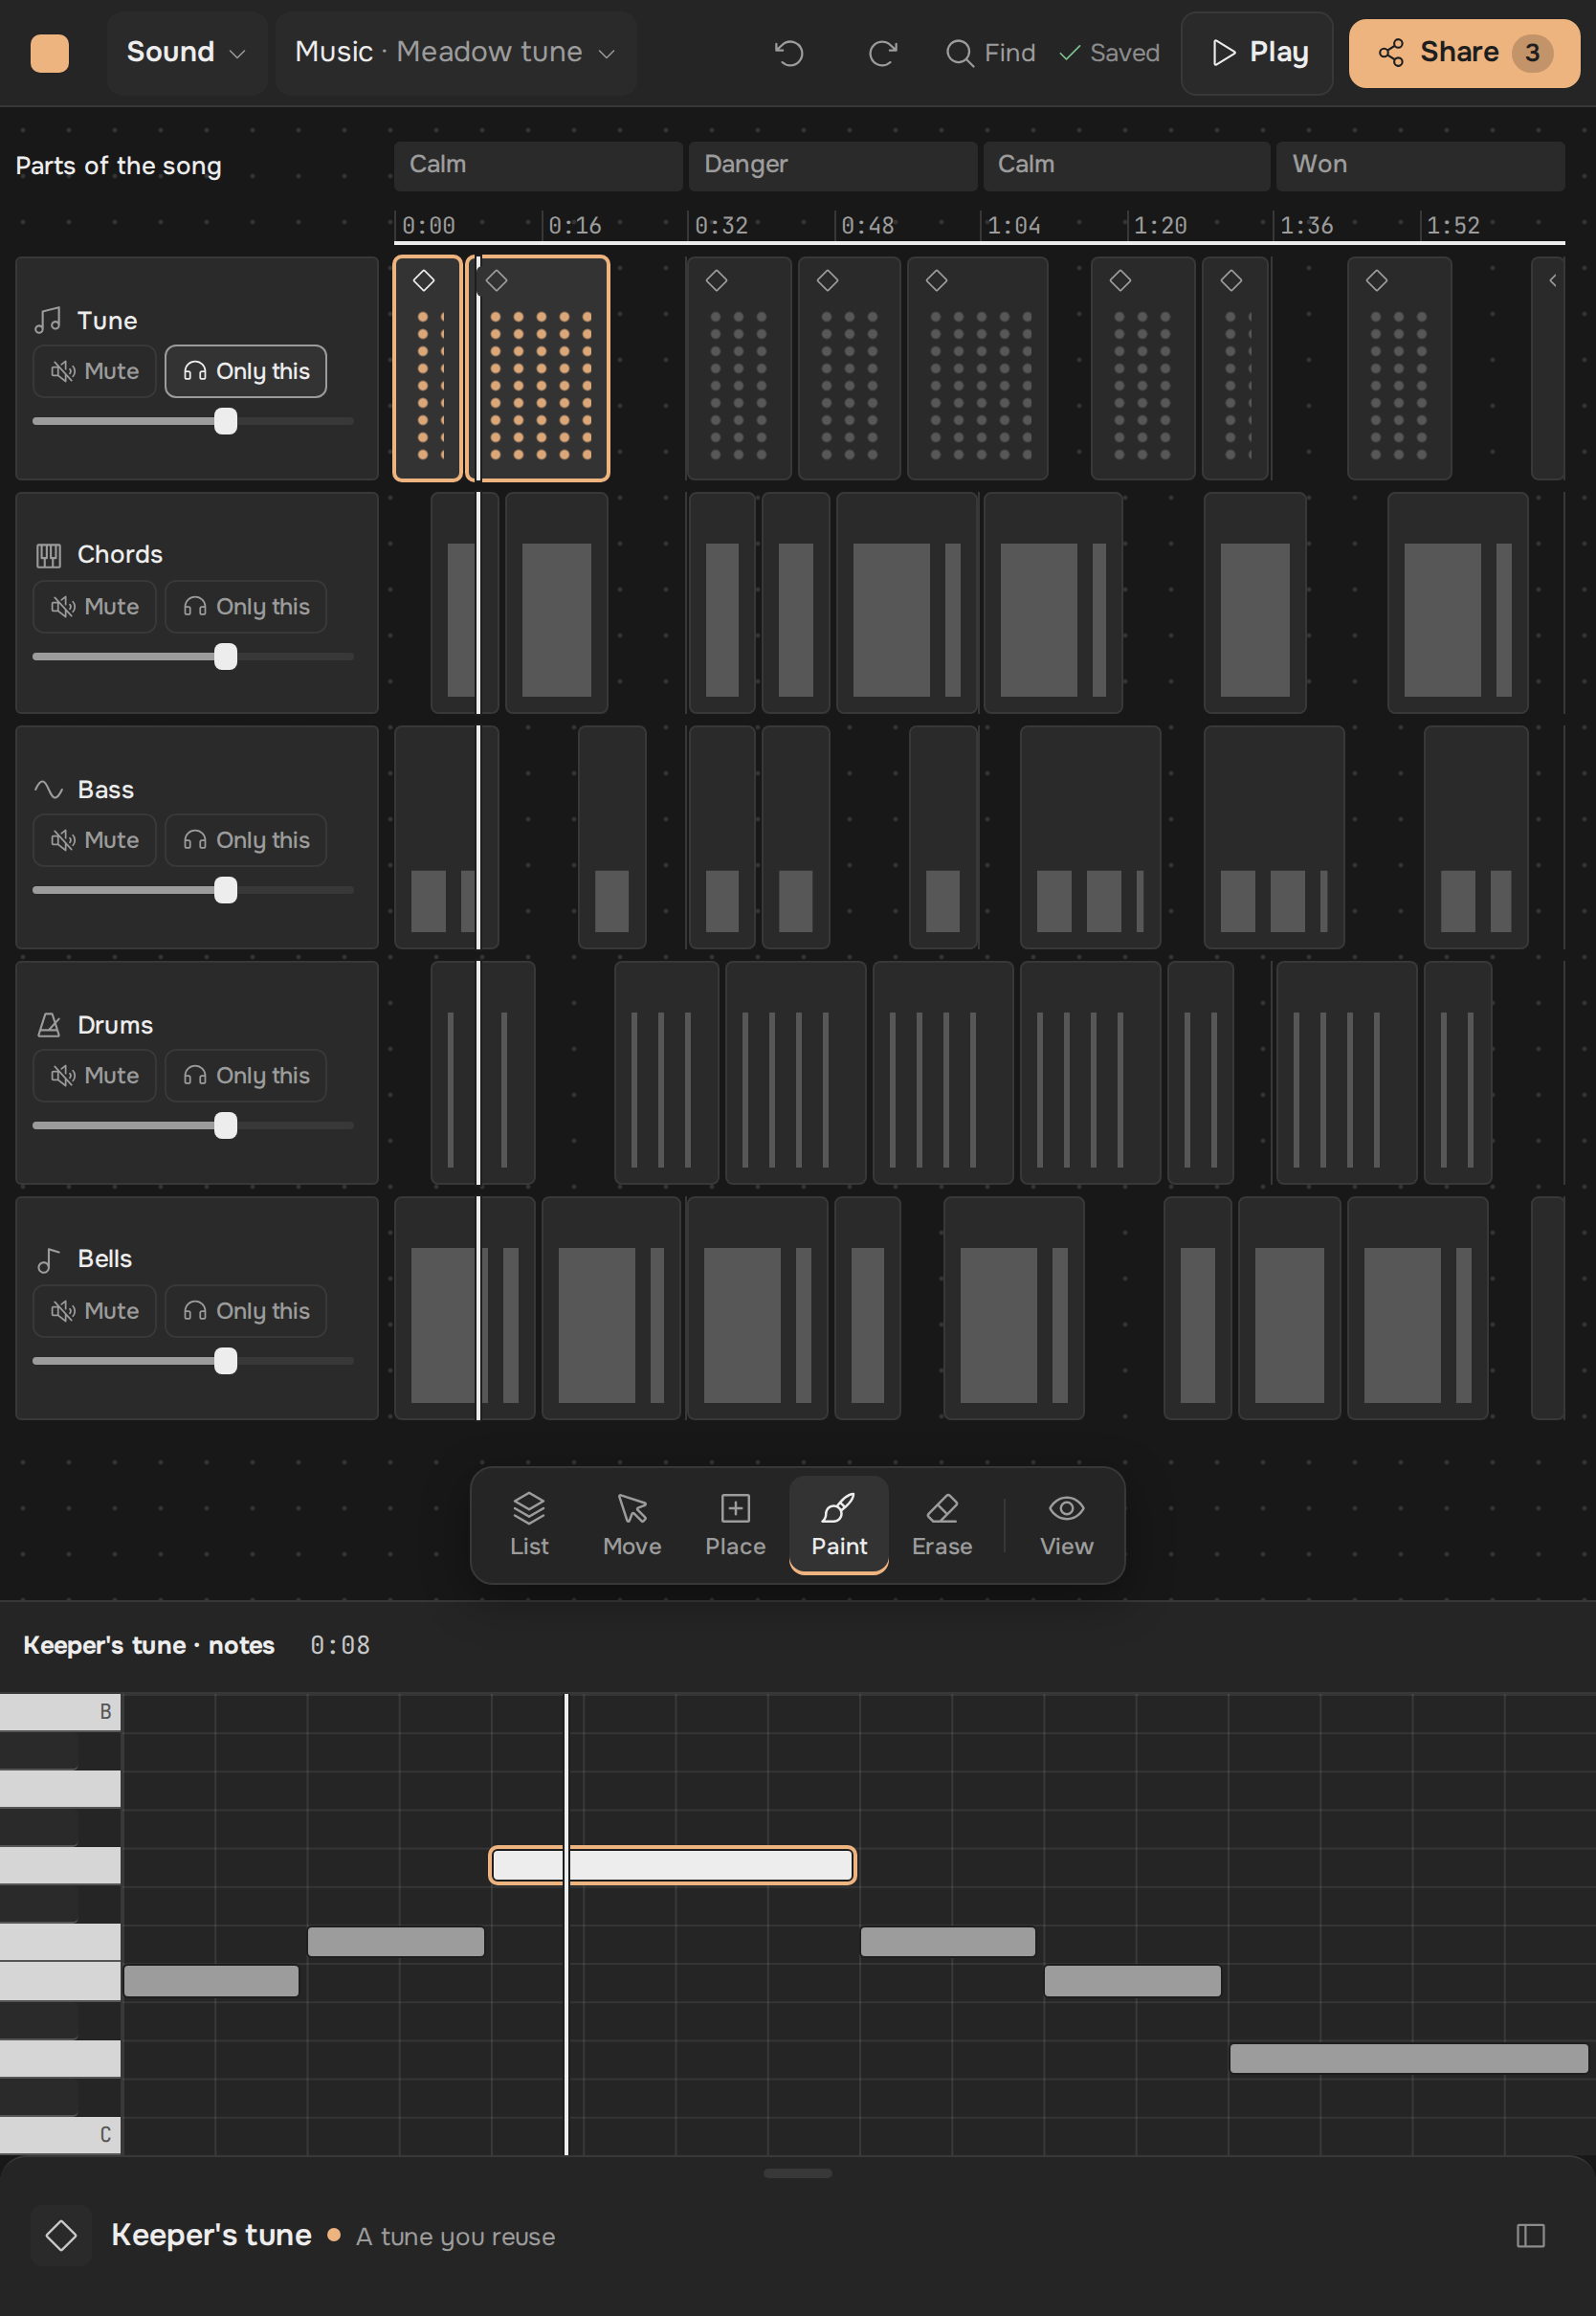 Sound
Music · Meadow tune
Find
Saved
Play
Share 3
Parts of the song
Calm
Danger
Calm
Won
0:00 0:16 0:32 0:48 1:04 1:20 1:36 1:52
Tune
Mute Only this
Chords
Mute Only this
Bass
Mute Only this
Drums
Mute Only this
Bells
Mute Only this
List Move Place Paint Erase View
Keeper's tune · notes 0:08
B
C
Keeper's tune A tune you reuse